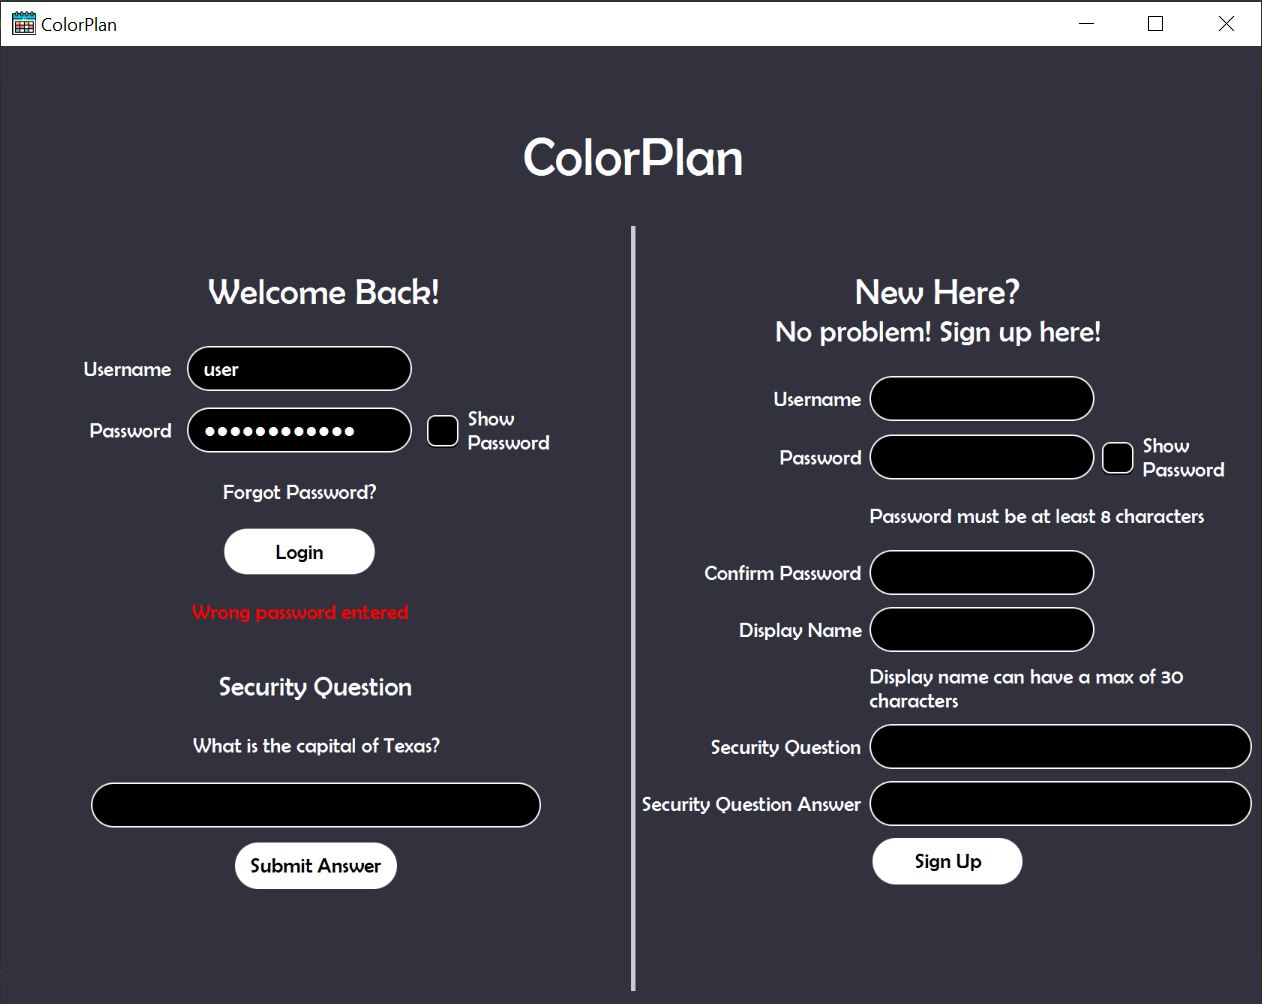 ColorPlan
ColorPlan
Welcome Back!
Username
user
Password
●●●●●●●●●●●●
Show
Password
Forgot Password?
Login
Wrong password entered
Security Question
What is the capital of Texas?
Submit Answer
New Here?
No problem! Sign up here!
Username
Password
Show
Password
Password must be at least 8 characters
Confirm Password
Display Name
Display name can have a max of 30
characters
Security Question
Security Question Answer
Sign Up